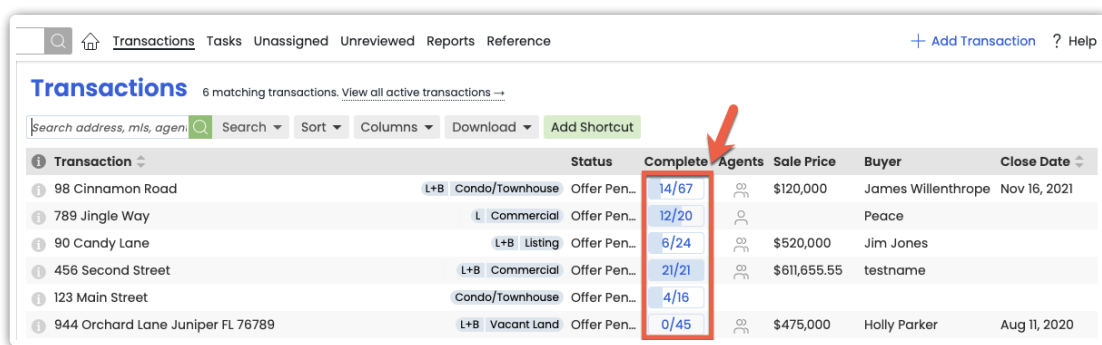 Transactions Tasks Unassigned Unreviewed Reports Reference + Add Transaction ? Help
Transactions 6 matching transactions. View all active transactions →
Search address, mls, agen Search Sort Columns Download Add Shortcut
Transaction Status Complete Agents Sale Price Buyer Close Date
98 Cinnamon Road L+B Condo/Townhouse Offer Pen... 14/67 $120,000 James Willenthrope Nov 16, 2021
789 Jingle Way L Commercial Offer Pen... 12/20 Peace
90 Candy Lane L+B Listing Offer Pen... 6/24 $520,000 Jim Jones
456 Second Street L+B Commercial Offer Pen... 21/21 $611,655.55 testname
123 Main Street Condo/Townhouse Offer Pen... 4/16
944 Orchard Lane Juniper FL 76789 L+B Vacant Land Offer Pen... 0/45 $475,000 Holly Parker Aug 11, 2020